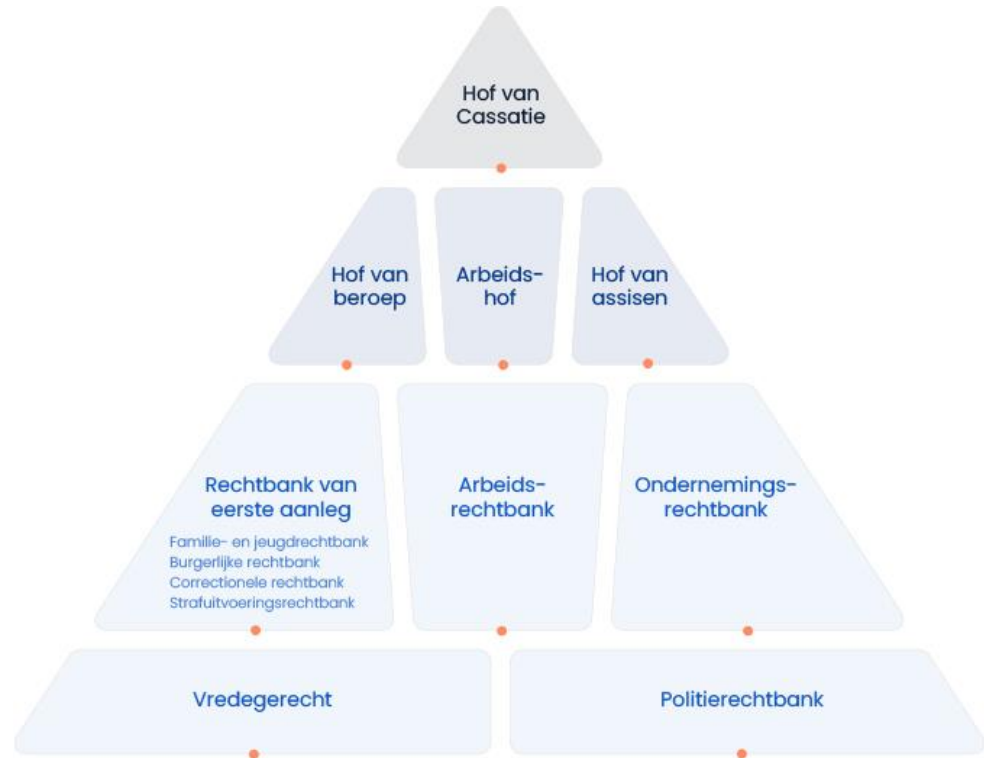 Hof van
Cassatie
Hof van
beroep
Arbeids-
hof
Hof van
assisen
Rechtbank van
eerste aanleg
Familie- en jeugdrechtbank
Burgerlijke rechtbank
Correctionele rechtbank
Strafuitvoeringsrechtbank
Arbeids-
rechtbank
Ondernemings-
rechtbank
Vredegerecht
Politierechtbank